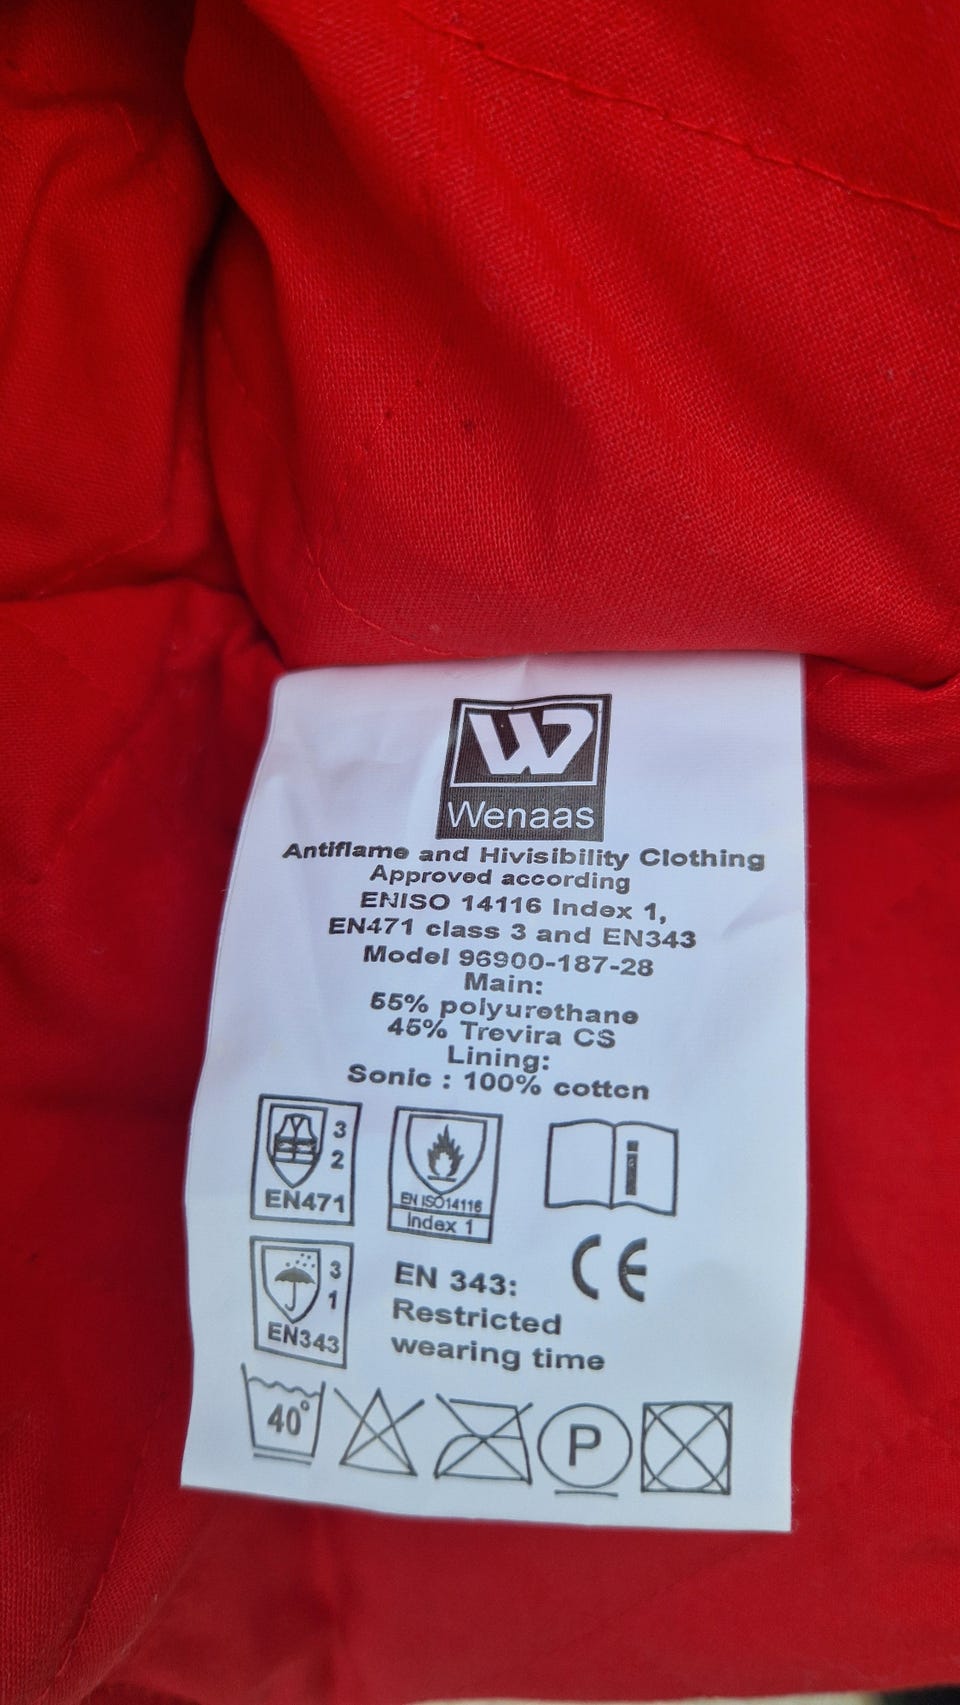 W
Wenaas
Antiflame and Hivisibility Clothing
Approved according
ENISO 14116 Index 1,
EN471 class 3 and EN343
Model 96900-187-28
Main:
55% polyurethane
45% Trevira CS
Lining:
Sonic : 100% cotton
3
2
EN471
EN ISO14116
Index 1
i
3
1
EN343
CE
EN 343:
Restricted
wearing time
40°
P